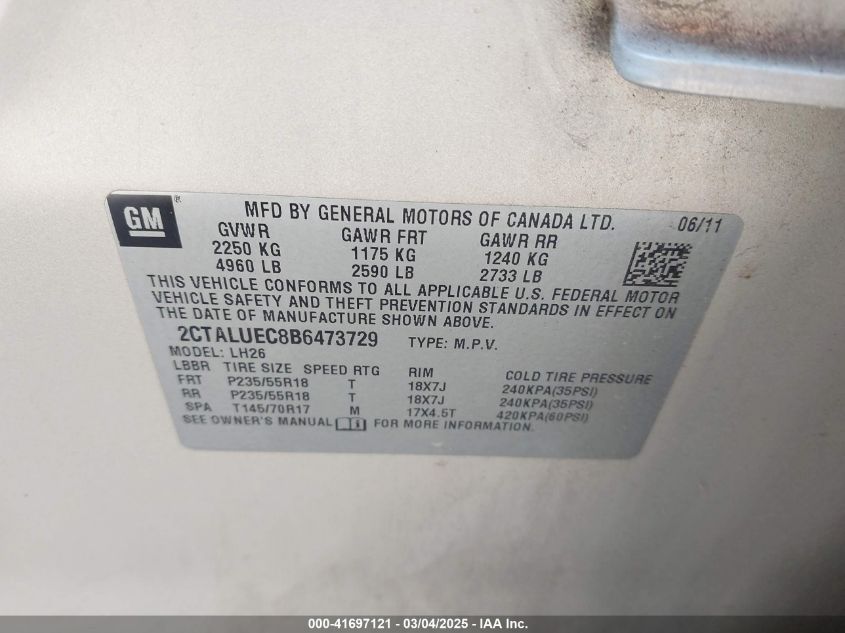 GM® MFD BY GENERAL MOTORS OF CANADA LTD. 06/11
GVWR GAWR FRT GAWR RR
2250 KG 1175 KG 1240 KG
4960 LB 2590 LB 2733 LB
THIS VEHICLE CONFORMS TO ALL APPLICABLE U.S. FEDERAL MOTOR
VEHICLE SAFETY AND THEFT PREVENTION STANDARDS IN EFFECT ON
THE DATE OF MANUFACTURE SHOWN ABOVE.
2CTALUEC8B6473729 TYPE: M.P.V.
MODEL: LH26
LBBR TIRE SIZE SPEED RTG RIM COLD TIRE PRESSURE
FRT P235/55R18 T 18X7J 240KPA(35PSI)
RR P235/55R18 T 18X7J 240KPA(35PSI)
SPA T145/70R17 M 17X4.5T 420KPA(60PSI)
SEE OWNER'S MANUAL FOR MORE INFORMATION.
000-41697121 - 03/04/2025 - IAA Inc.